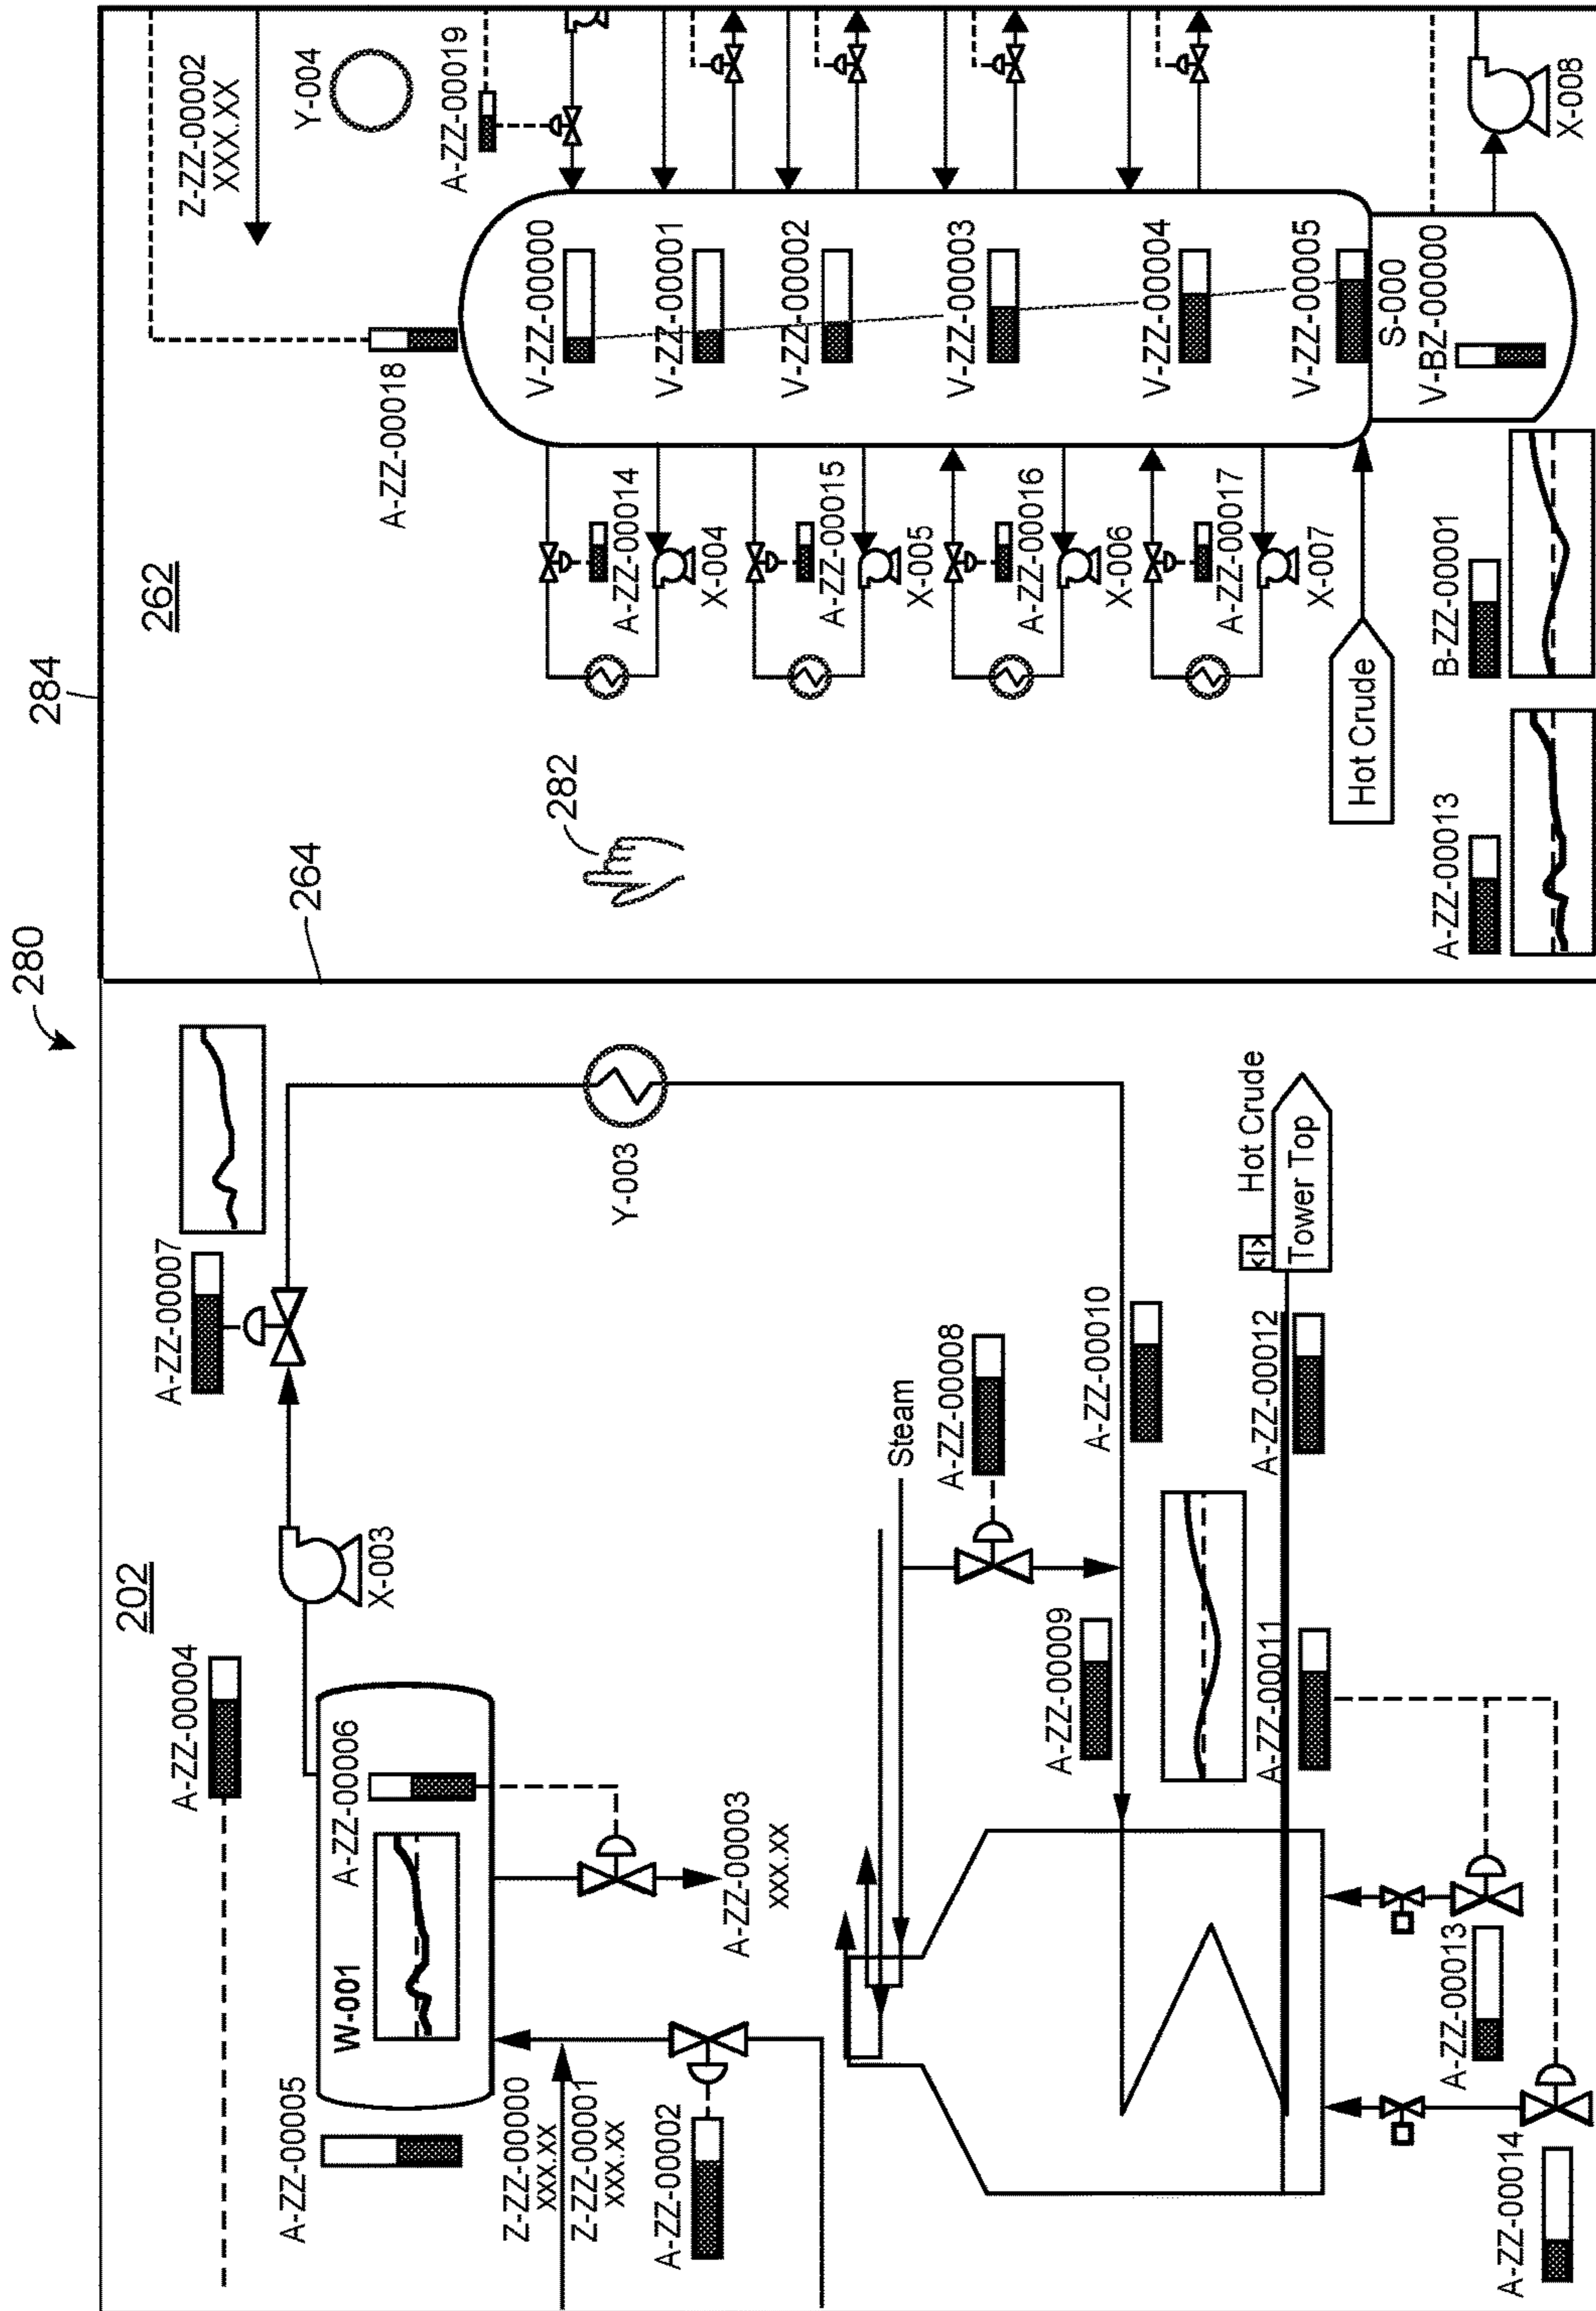 280
284
264
202
262
282
A-ZZ-00004
A-ZZ-00005
W-001
A-ZZ-00006
X-003
A-ZZ-00007
Y-003
Z-ZZ-00000
xxx.xx
Z-ZZ-00001
xxx.xx
A-ZZ-00002
A-ZZ-00003
xxx.xx
Steam
A-ZZ-00008
A-ZZ-00009
A-ZZ-00010
A-ZZ-00011
A-ZZ-00012
<I>
Hot Crude
Tower Top
A-ZZ-00013
A-ZZ-00014
Z-ZZ-00002
XXX.XX
Y-004
A-ZZ-00018
A-ZZ-00019
A-ZZ-00014
X-004
A-ZZ-00015
X-005
A-ZZ-00016
X-006
A-ZZ-00017
X-007
V-ZZ-00000
V-ZZ-00001
V-ZZ-00002
V-ZZ-00003
V-ZZ-00004
V-ZZ-00005
S-000
V-BZ-00000
X-008
Hot Crude
A-ZZ-00013
B-ZZ-00001